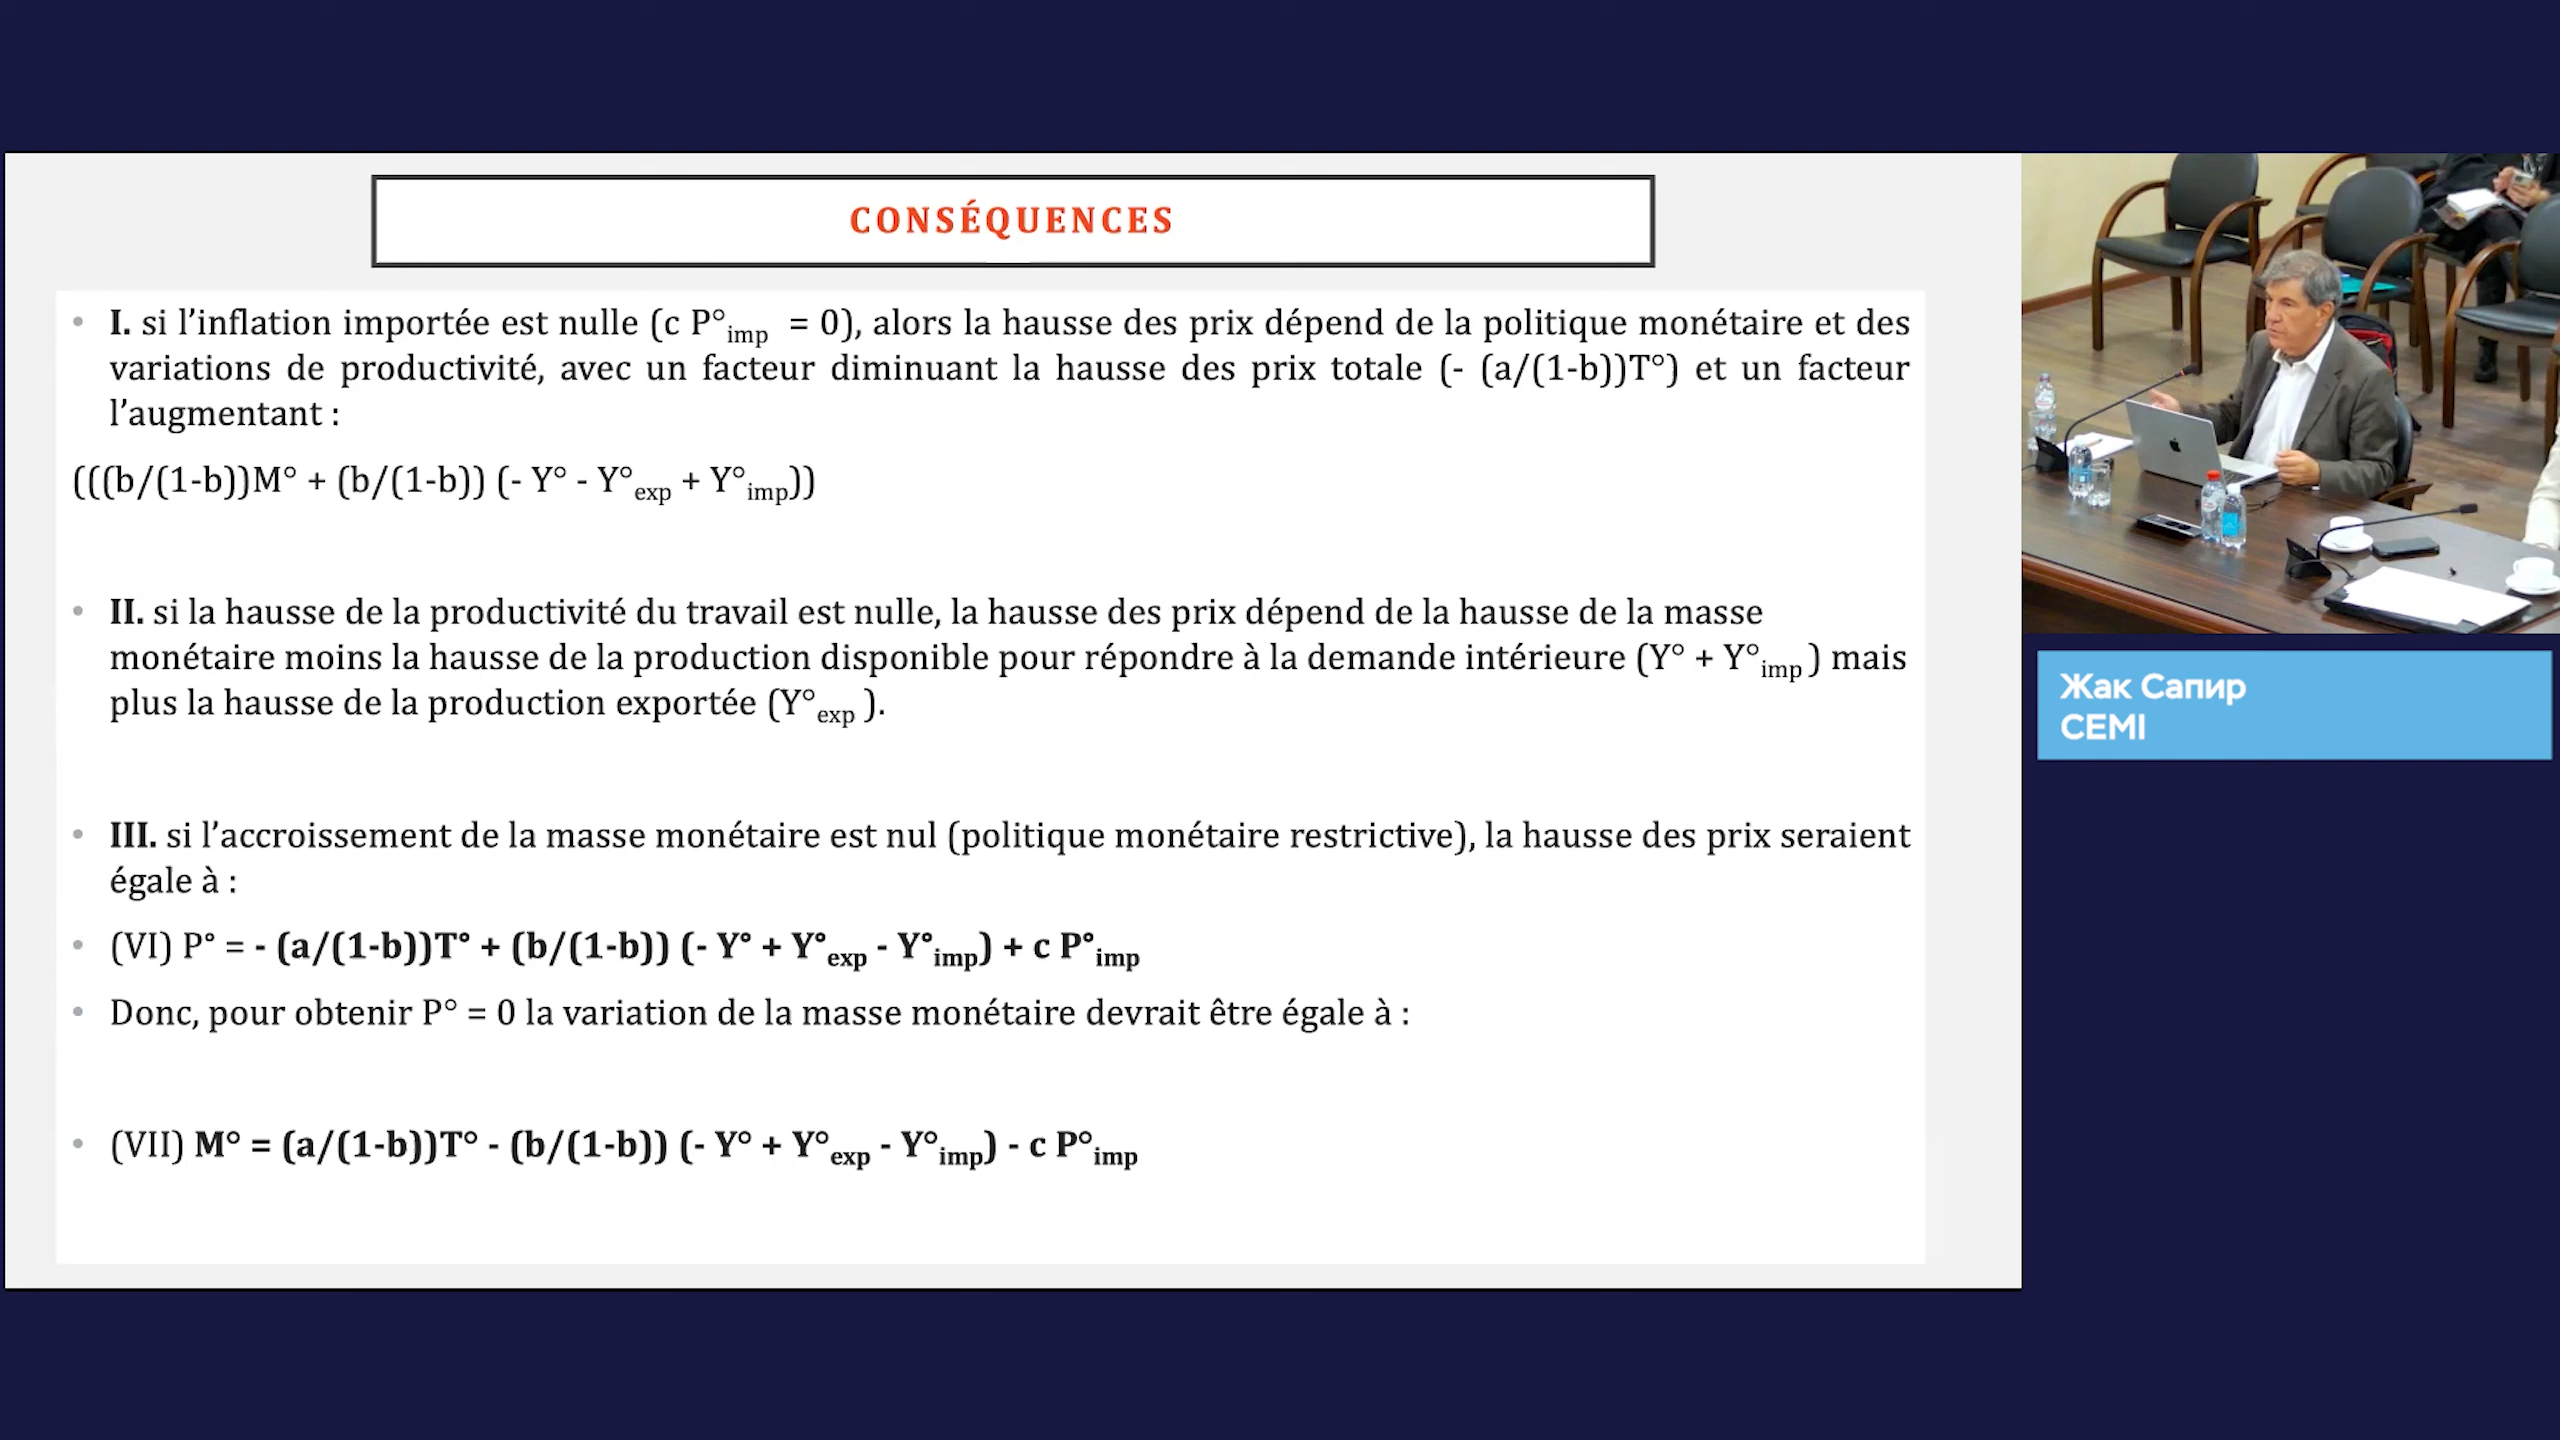 CONSÉQUENCES
• I. si l’inflation importée est nulle (c P°imp = 0), alors la hausse des prix dépend de la politique monétaire et des
variations de productivité, avec un facteur diminuant la hausse des prix totale (- (a/(1-b))T°) et un facteur
l’augmentant :
(((b/(1-b))M° + (b/(1-b)) (- Y° - Y°exp + Y°imp))
• II. si la hausse de la productivité du travail est nulle, la hausse des prix dépend de la hausse de la masse
monétaire moins la hausse de la production disponible pour répondre à la demande intérieure (Y° + Y°imp ) mais
plus la hausse de la production exportée (Y°exp ).
• III. si l’accroissement de la masse monétaire est nul (politique monétaire restrictive), la hausse des prix seraient
égale à :
• (VI) P° = - (a/(1-b))T° + (b/(1-b)) (- Y° + Y°exp - Y°imp) + c P°imp
• Donc, pour obtenir P° = 0 la variation de la masse monétaire devrait être égale à :
• (VII) M° = (a/(1-b))T° - (b/(1-b)) (- Y° + Y°exp - Y°imp) - c P°imp
Жак Сапир
CEMI